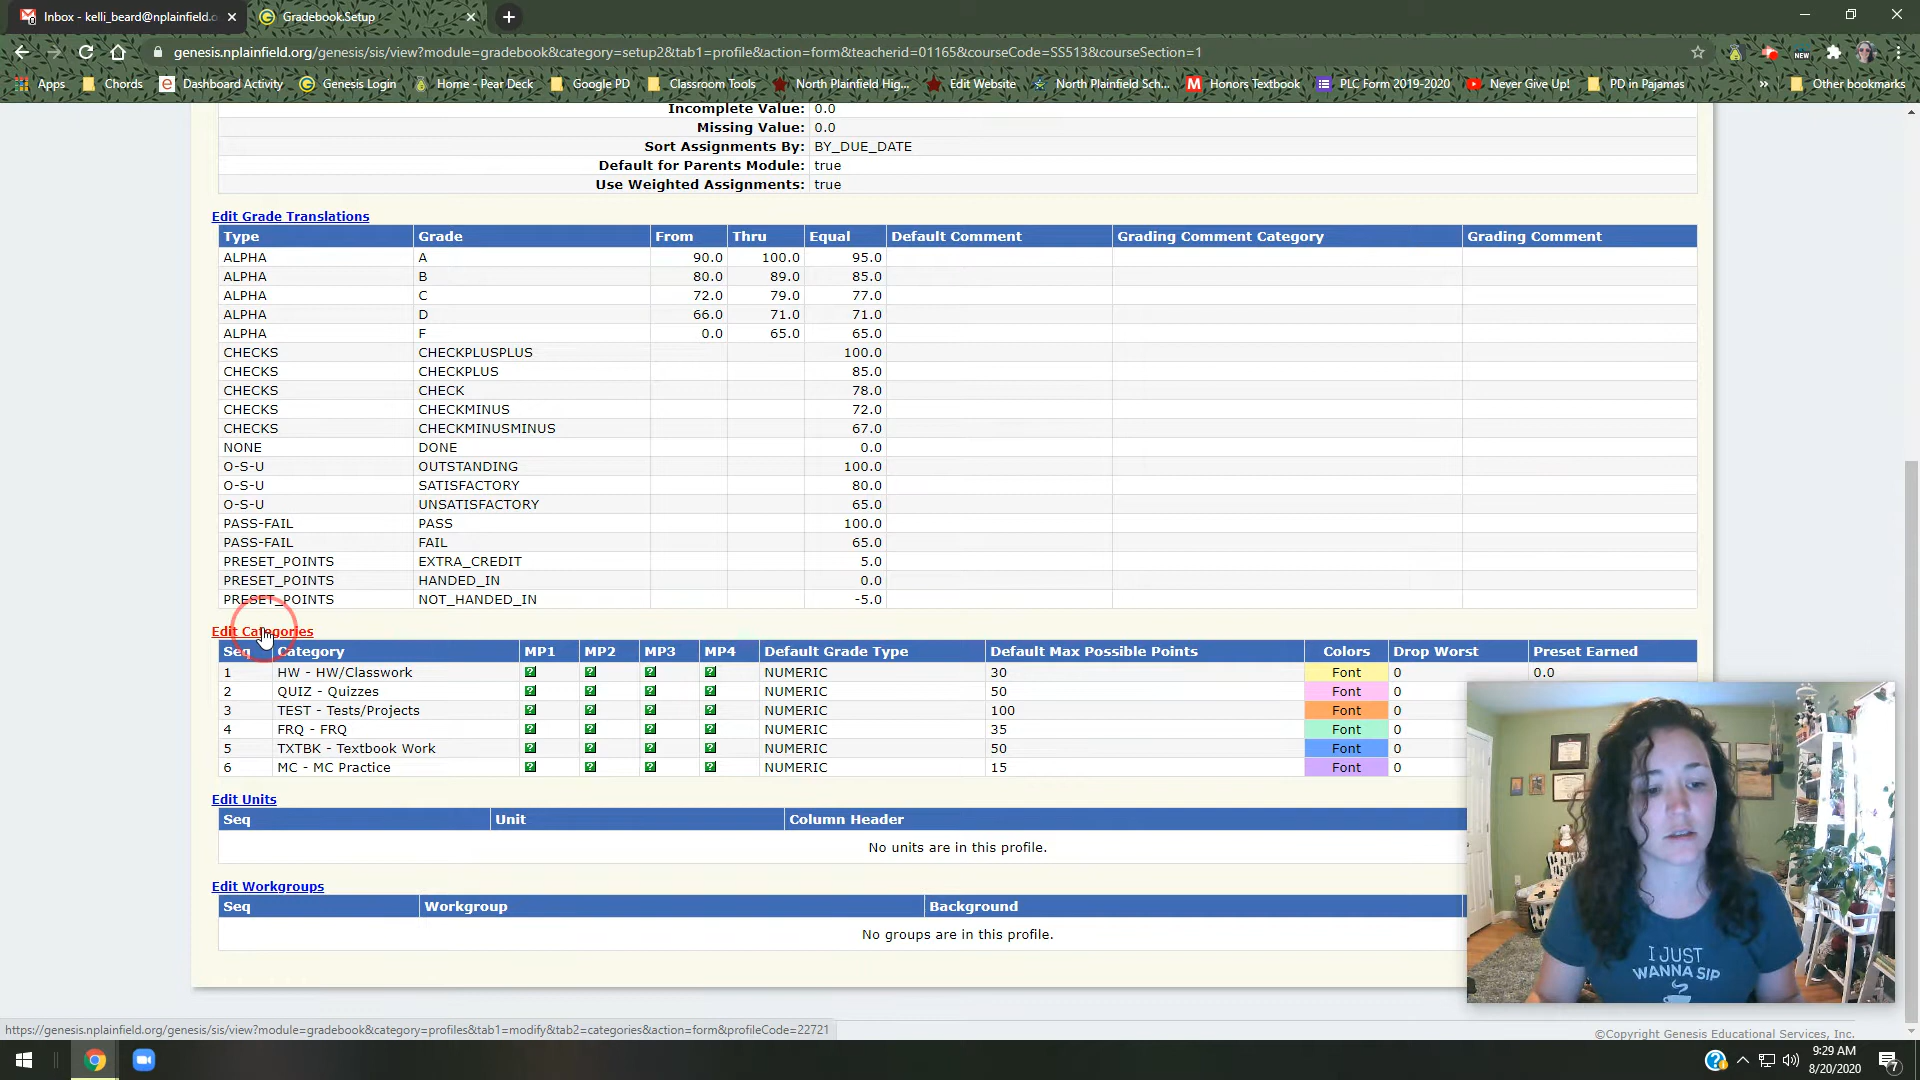 Inbox - kelli_beard@nplainfield.o
Gradebook.Setup
genesis.nplainfield.org/genesis/sis/view?module=gradebook&category=setup2&tab1=profile&action=form&teacherid=01165&courseCode=SS513&courseSection=1
Apps
Chords
Dashboard Activity
Genesis Login
Home - Pear Deck
Google PD
Classroom Tools
North Plainfield Hig...
Edit Website
North Plainfield Sch...
Honors Textbook
PLC Form 2019-2020
Never Give Up!
PD in Pajamas
»
Other bookmarks
NEW
Incomplete Value: 0.0
Missing Value: 0.0
Sort Assignments By: BY_DUE_DATE
Default for Parents Module: true
Use Weighted Assignments: true
Edit Grade Translations
Type Grade From Thru Equal Default Comment Grading Comment Category Grading Comment
ALPHA A 90.0 100.0 95.0
ALPHA B 80.0 89.0 85.0
ALPHA C 72.0 79.0 77.0
ALPHA D 66.0 71.0 71.0
ALPHA F 0.0 65.0 65.0
CHECKS CHECKPLUSPLUS 100.0
CHECKS CHECKPLUS 85.0
CHECKS CHECK 78.0
CHECKS CHECKMINUS 72.0
CHECKS CHECKMINUSMINUS 67.0
NONE DONE 0.0
O-S-U OUTSTANDING 100.0
O-S-U SATISFACTORY 80.0
O-S-U UNSATISFACTORY 65.0
PASS-FAIL PASS 100.0
PASS-FAIL FAIL 65.0
PRESET_POINTS EXTRA_CREDIT 5.0
PRESET_POINTS HANDED_IN 0.0
PRESET_POINTS NOT_HANDED_IN -5.0
Edit Categories
Seq Category MP1 MP2 MP3 MP4 Default Grade Type Default Max Possible Points Colors Drop Worst Preset Earned
1 HW - HW/Classwork ? ? ? ? NUMERIC 30 Font 0 0.0
2 QUIZ - Quizzes ? ? ? ? NUMERIC 50 Font 0
3 TEST - Tests/Projects ? ? ? ? NUMERIC 100 Font 0
4 FRQ - FRQ ? ? ? ? NUMERIC 35 Font 0
5 TXTBK - Textbook Work ? ? ? ? NUMERIC 50 Font 0
6 MC - MC Practice ? ? ? ? NUMERIC 15 Font 0
Edit Units
Seq Unit Column Header
No units are in this profile.
Edit Workgroups
Seq Workgroup Background
No groups are in this profile.
I JUST
WANNA SIP
https://genesis.nplainfield.org/genesis/sis/view?module=gradebook&category=profiles&tab1=modify&tab2=categories&action=form&profileCode=22721
©Copyright Genesis Educational Services, Inc.
9:29 AM
8/20/2020
7